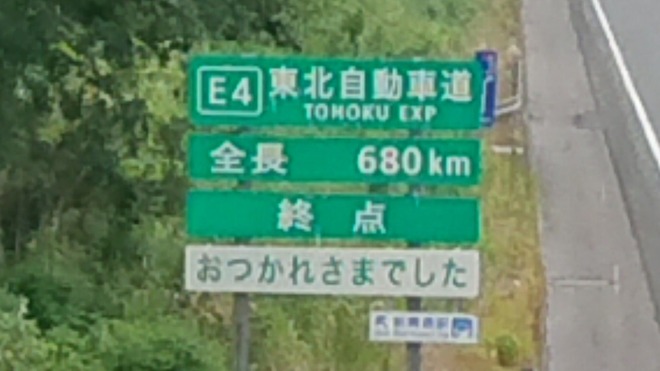 E4 東北自動車道
TOHOKU EXP
全長 680km
終点
おつかれさまでした